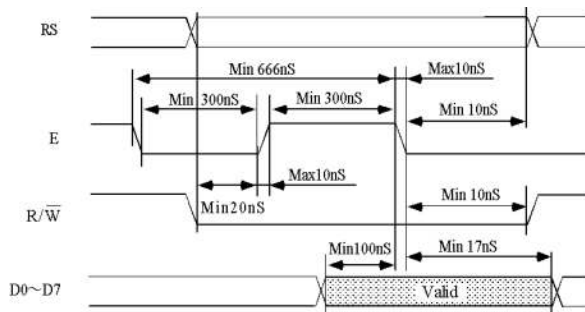 RS
Min 666nS
Max10nS
Min 300nS
Min 300nS
Min 10nS
E
Max10nS
Min20nS
Min 10nS
R/W̅
Min100nS
Min 17nS
D0～D7
Valid